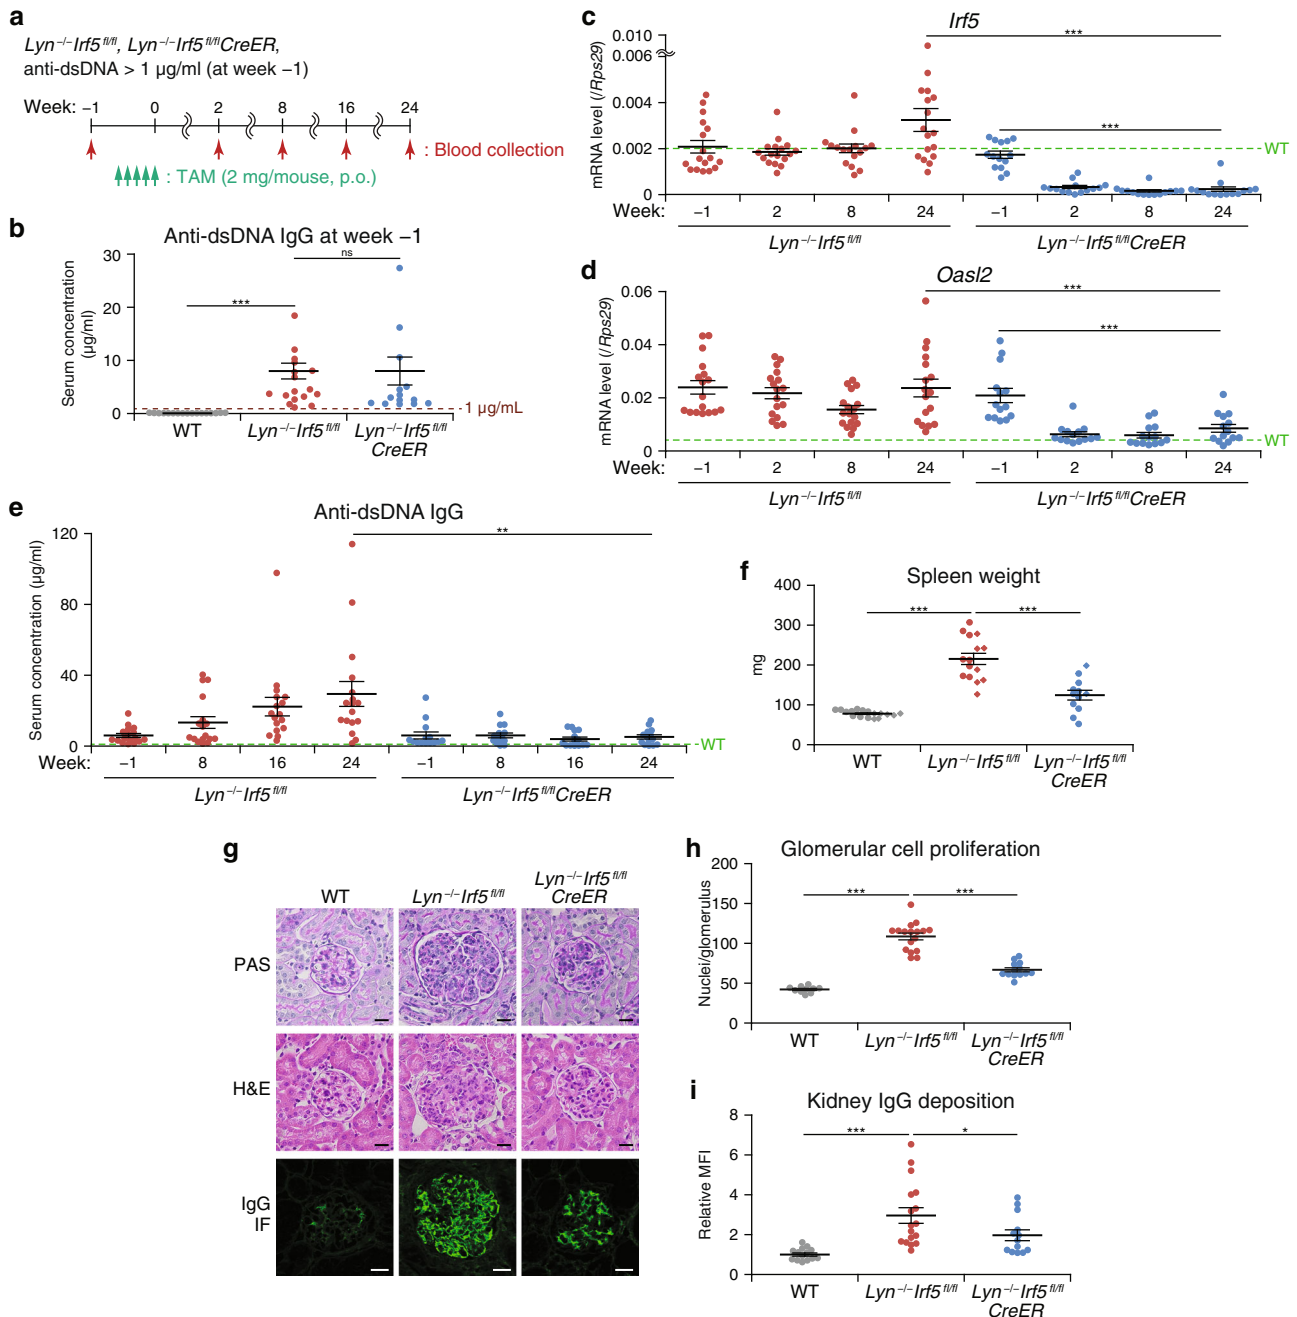 a
Lyn–/–Irf5fl/fl, Lyn–/–Irf5fl/flCreER,
anti-dsDNA > 1 µg/ml (at week –1)
Week: –1 0 2 8 16 24
: Blood collection
: TAM (2 mg/mouse, p.o.)
b
Anti-dsDNA IgG at week –1
Serum concentration
(µg/ml)
30
20
10
0
***
ns
1 µg/mL
WT Lyn–/–Irf5fl/fl Lyn–/–Irf5fl/fl
CreER
c
Irf5
mRNA level (/Rps29)
0.010
0.006
0.004
0.002
0
***
***
WT
Week: –1 2 8 24 –1 2 8 24
Lyn–/–Irf5fl/fl Lyn–/–Irf5fl/flCreER
d
Oasl2
mRNA level (/Rps29)
0.06
0.04
0.02
0
***
***
WT
Week: –1 2 8 24 –1 2 8 24
Lyn–/–Irf5fl/fl Lyn–/–Irf5fl/flCreER
e
Anti-dsDNA IgG
Serum concentration (µg/ml)
120
80
40
0
**
WT
Week: –1 8 16 24 –1 8 16 24
Lyn–/–Irf5fl/fl Lyn–/–Irf5fl/flCreER
f
Spleen weight
mg
400
300
200
100
0
*** ***
WT Lyn–/–Irf5fl/fl Lyn–/–Irf5fl/fl
CreER
g
WT Lyn–/–Irf5fl/fl Lyn–/–Irf5fl/fl
CreER
PAS
H&E
IgG
IF
h
Glomerular cell proliferation
Nuclei/glomerulus
200
150
100
50
0
*** ***
WT Lyn–/–Irf5fl/fl Lyn–/–Irf5fl/fl
CreER
i
Kidney IgG deposition
Relative MFI
8
6
4
2
0
*** *
WT Lyn–/–Irf5fl/fl Lyn–/–Irf5fl/fl
CreER